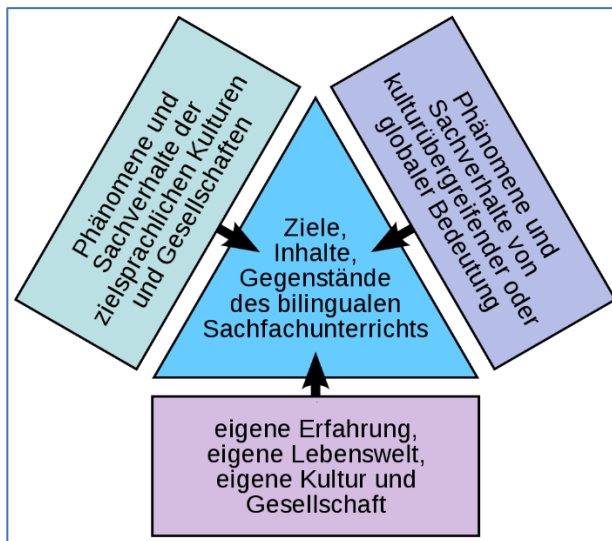 Phänomene und
Sachverhalte der
zielsprachlichen Kulturen
und Gesellschaften
Phänomene und
Sachverhalte von
kulturübergreifender oder
globaler Bedeutung
Ziele,
Inhalte,
Gegenstände
des bilingualen
Sachfachunterrichts
eigene Erfahrung,
eigene Lebenswelt,
eigene Kultur und
Gesellschaft